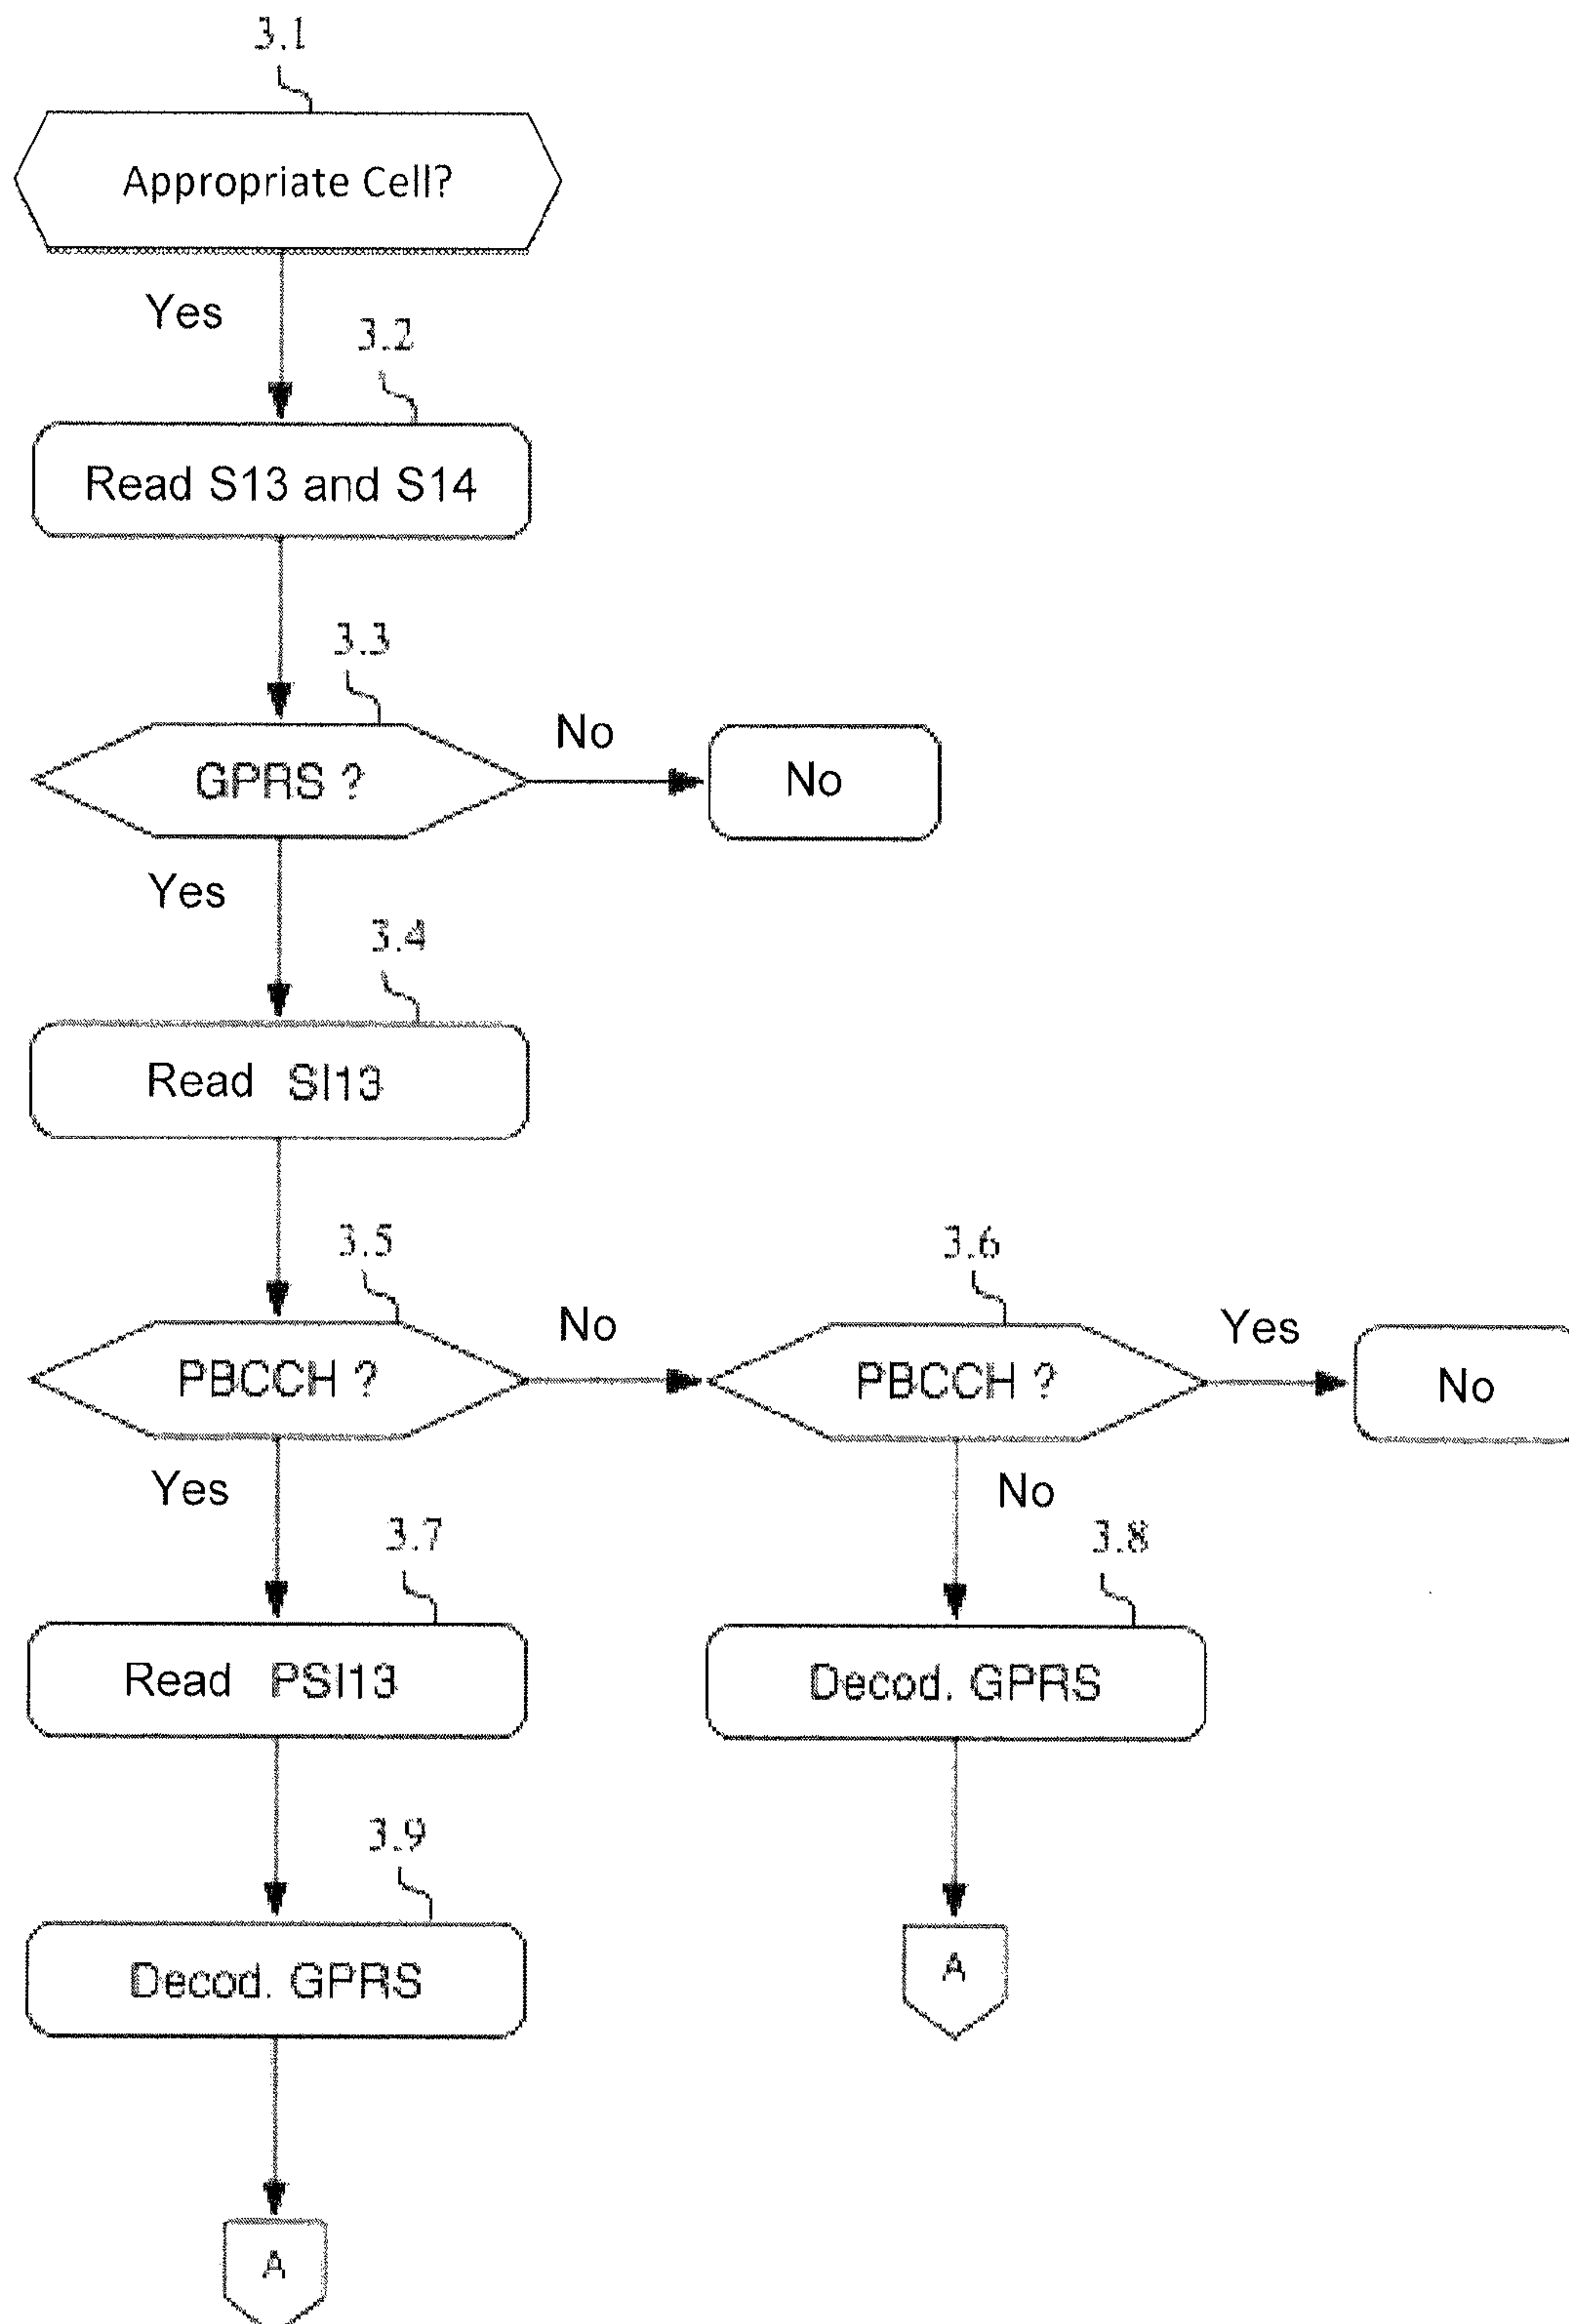 3.1
Appropriate Cell?
Yes
3.2
Read S13 and S14
3.3
GPRS ?
No
No
Yes
3.4
Read SI13
3.5
PBCCH ?
No
3.6
PBCCH ?
Yes
No
Yes
No
3.7
Read PSI13
3.8
Decod. GPRS
3.9
Decod. GPRS
A
A